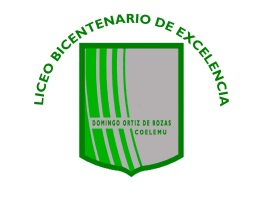 LICEO BICENTENARIO DE EXCELENCIA
DOMINGO ORTIZ DE ROZAS
COELEMU